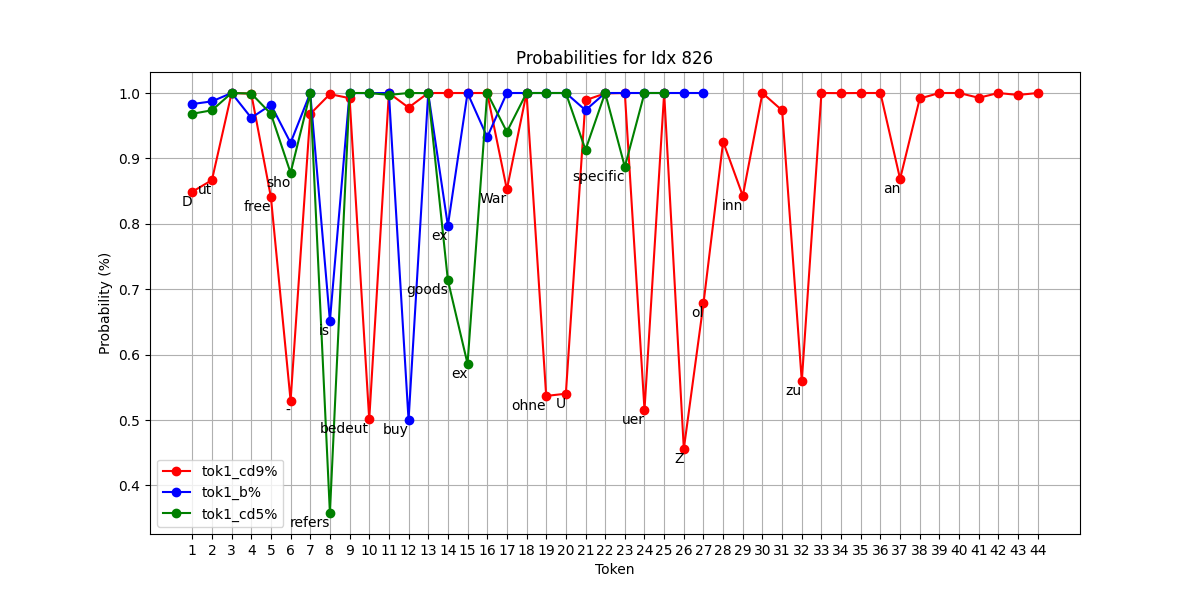 Probabilities for Idx 826
Probability (%)
1.0
0.9
0.8
0.7
0.6
0.5
0.4
D
ut
free
sho
-
is
refers
bedeut
buy
ex
goods
ex
War
ohne
U
specific
uer
Z
ol
inn
zu
an
tok1_cd9%
tok1_b%
tok1_cd5%
1 2 3 4 5 6 7 8 9 10 11 12 13 14 15 16 17 18 19 20 21 22 23 24 25 26 27 28 29 30 31 32 33 34 35 36 37 38 39 40 41 42 43 44
Token